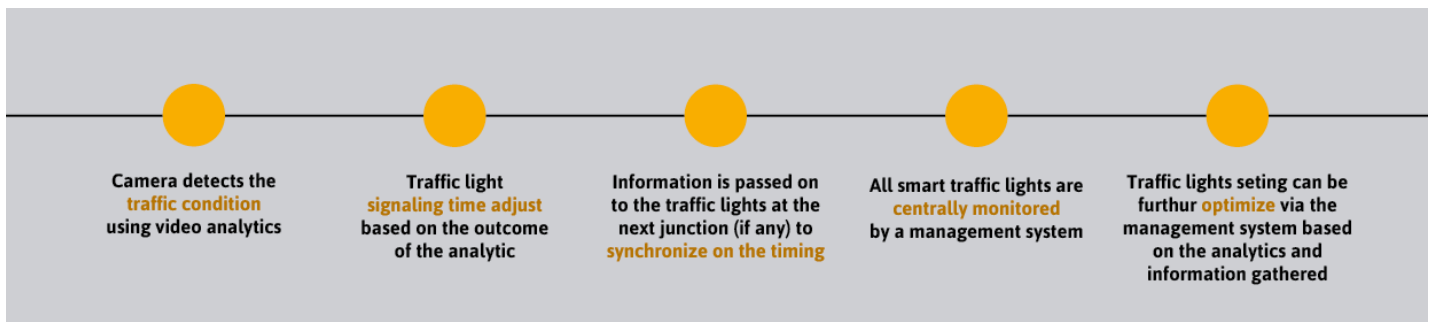 Camera detects the
traffic condition
using video analytics
Traffic light
signaling time adjust
based on the outcome
of the analytic
Information is passed on
to the traffic lights at the
next junction (if any) to
synchronize on the timing
All smart traffic lights are
centrally monitored
by a management system
Traffic lights seting can be
furthur optimize via the
management system based
on the analytics and
information gathered